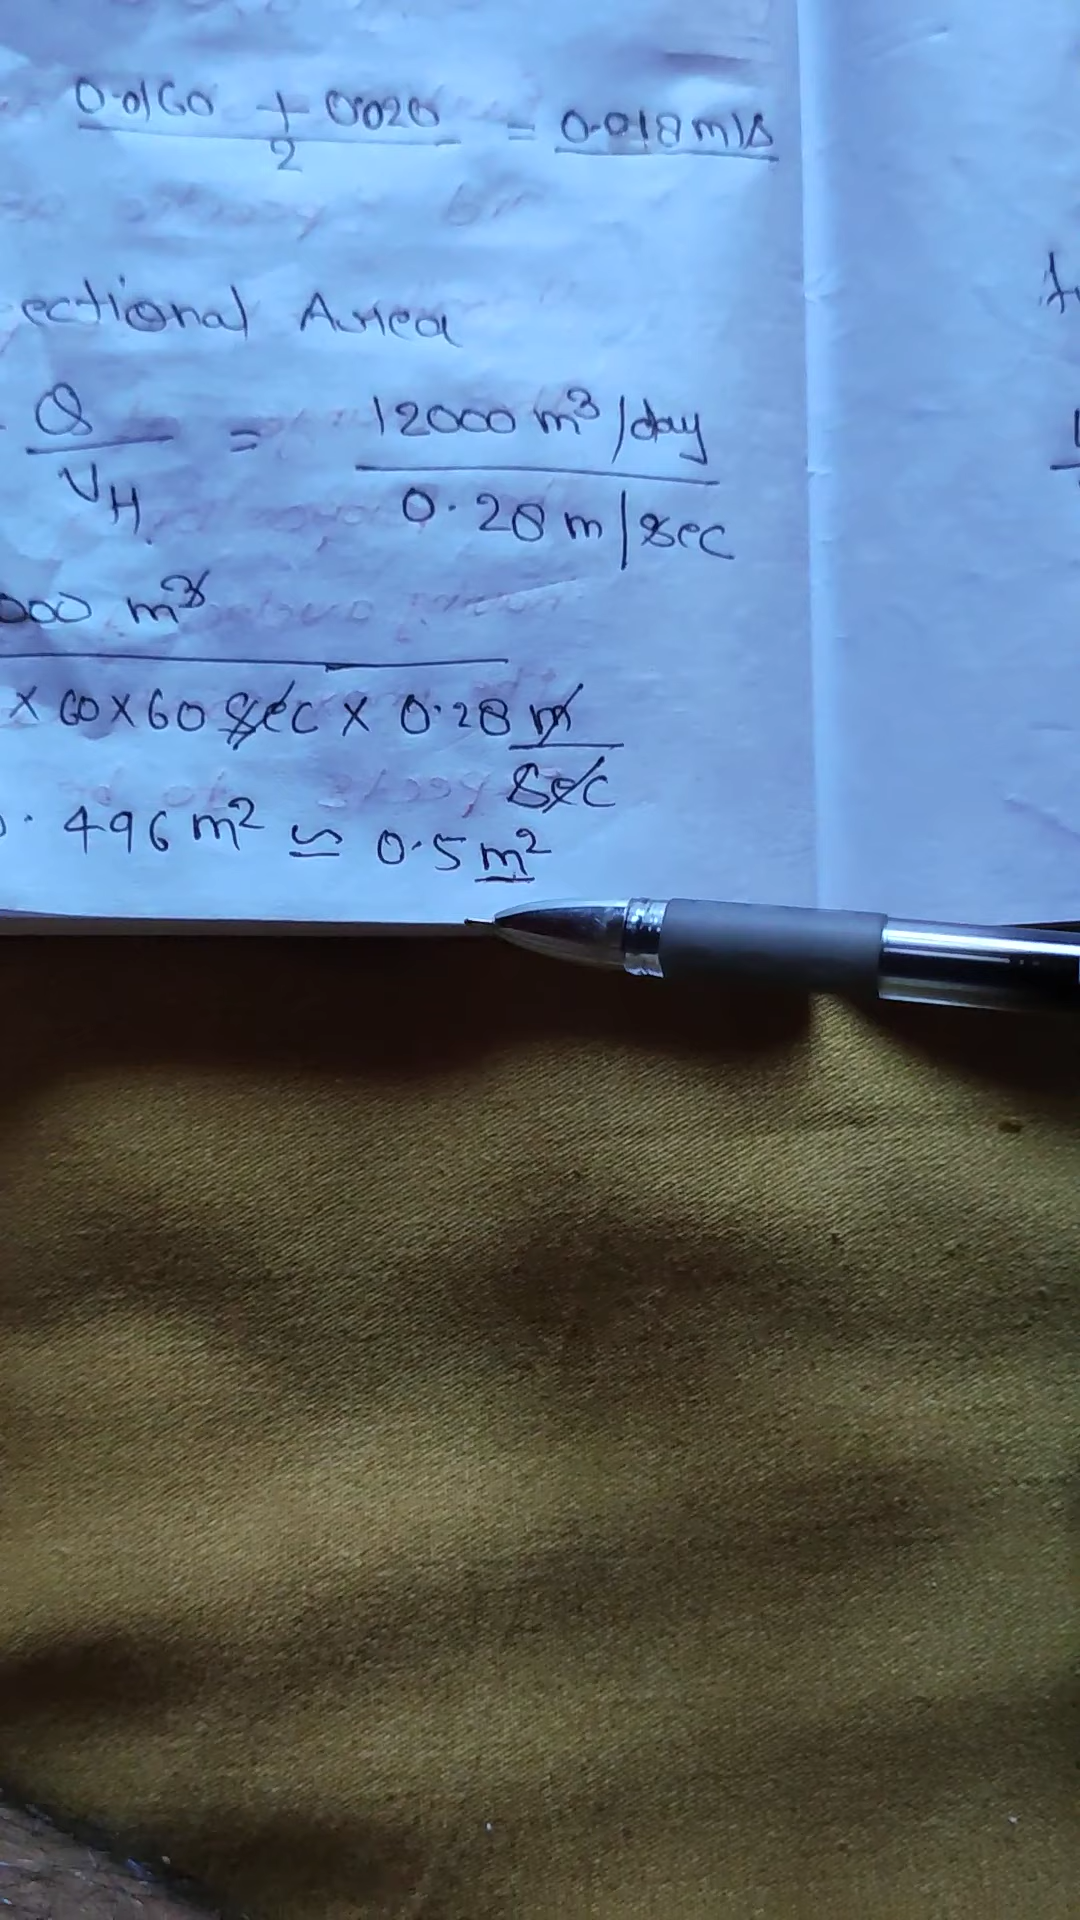 0.0160 + 0.020 = 0.018 m/s
2
ectional Area
Q = 12000 m³/day
V_H 0.28 m/sec
000 m³
x 60 x 60 sec x 0.28 m
sec
. 496 m² ≃ 0.5 m²